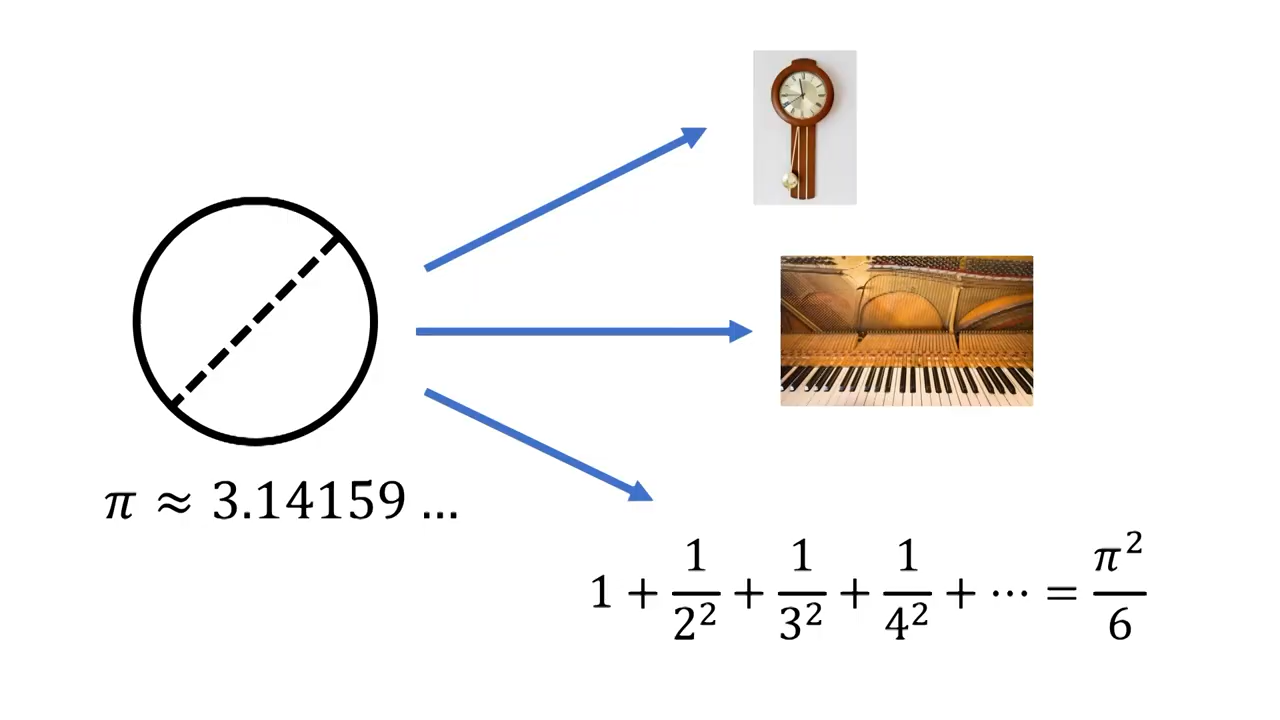 π ≈ 3.14159 ...
1 + 1/2² + 1/3² + 1/4² + ⋯ = π²/6